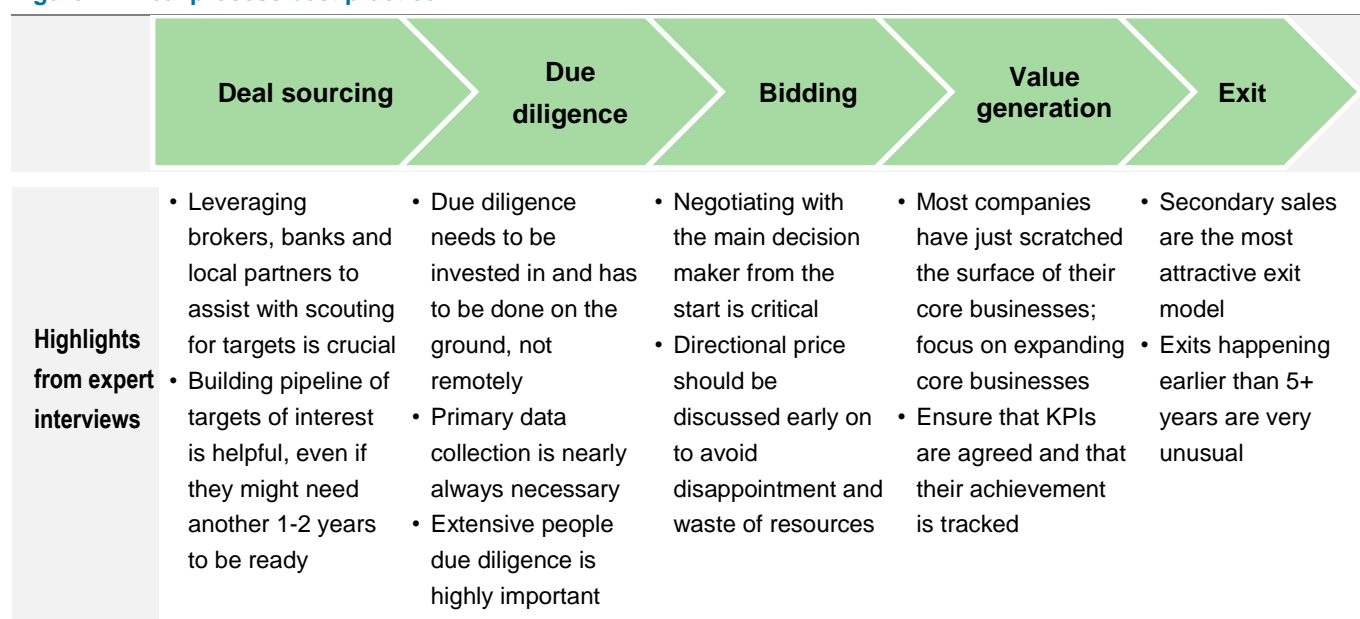 Deal sourcing
Due
diligence
Bidding
Value
generation
Exit
Highlights
from expert
interviews
• Leveraging
brokers, banks and
local partners to
assist with scouting
for targets is crucial
• Building pipeline of
targets of interest
is helpful, even if
they might need
another 1-2 years
to be ready
• Due diligence
needs to be
invested in and has
to be done on the
ground, not
remotely
• Primary data
collection is nearly
always necessary
• Extensive people
due diligence is
highly important
• Negotiating with
the main decision
maker from the
start is critical
• Directional price
should be
discussed early on
to avoid
disappointment and
waste of resources
• Most companies
have just scratched
the surface of their
core businesses;
focus on expanding
core businesses
• Ensure that KPIs
are agreed and that
their achievement
is tracked
• Secondary sales
are the most
attractive exit
model
• Exits happening
earlier than 5+
years are very
unusual